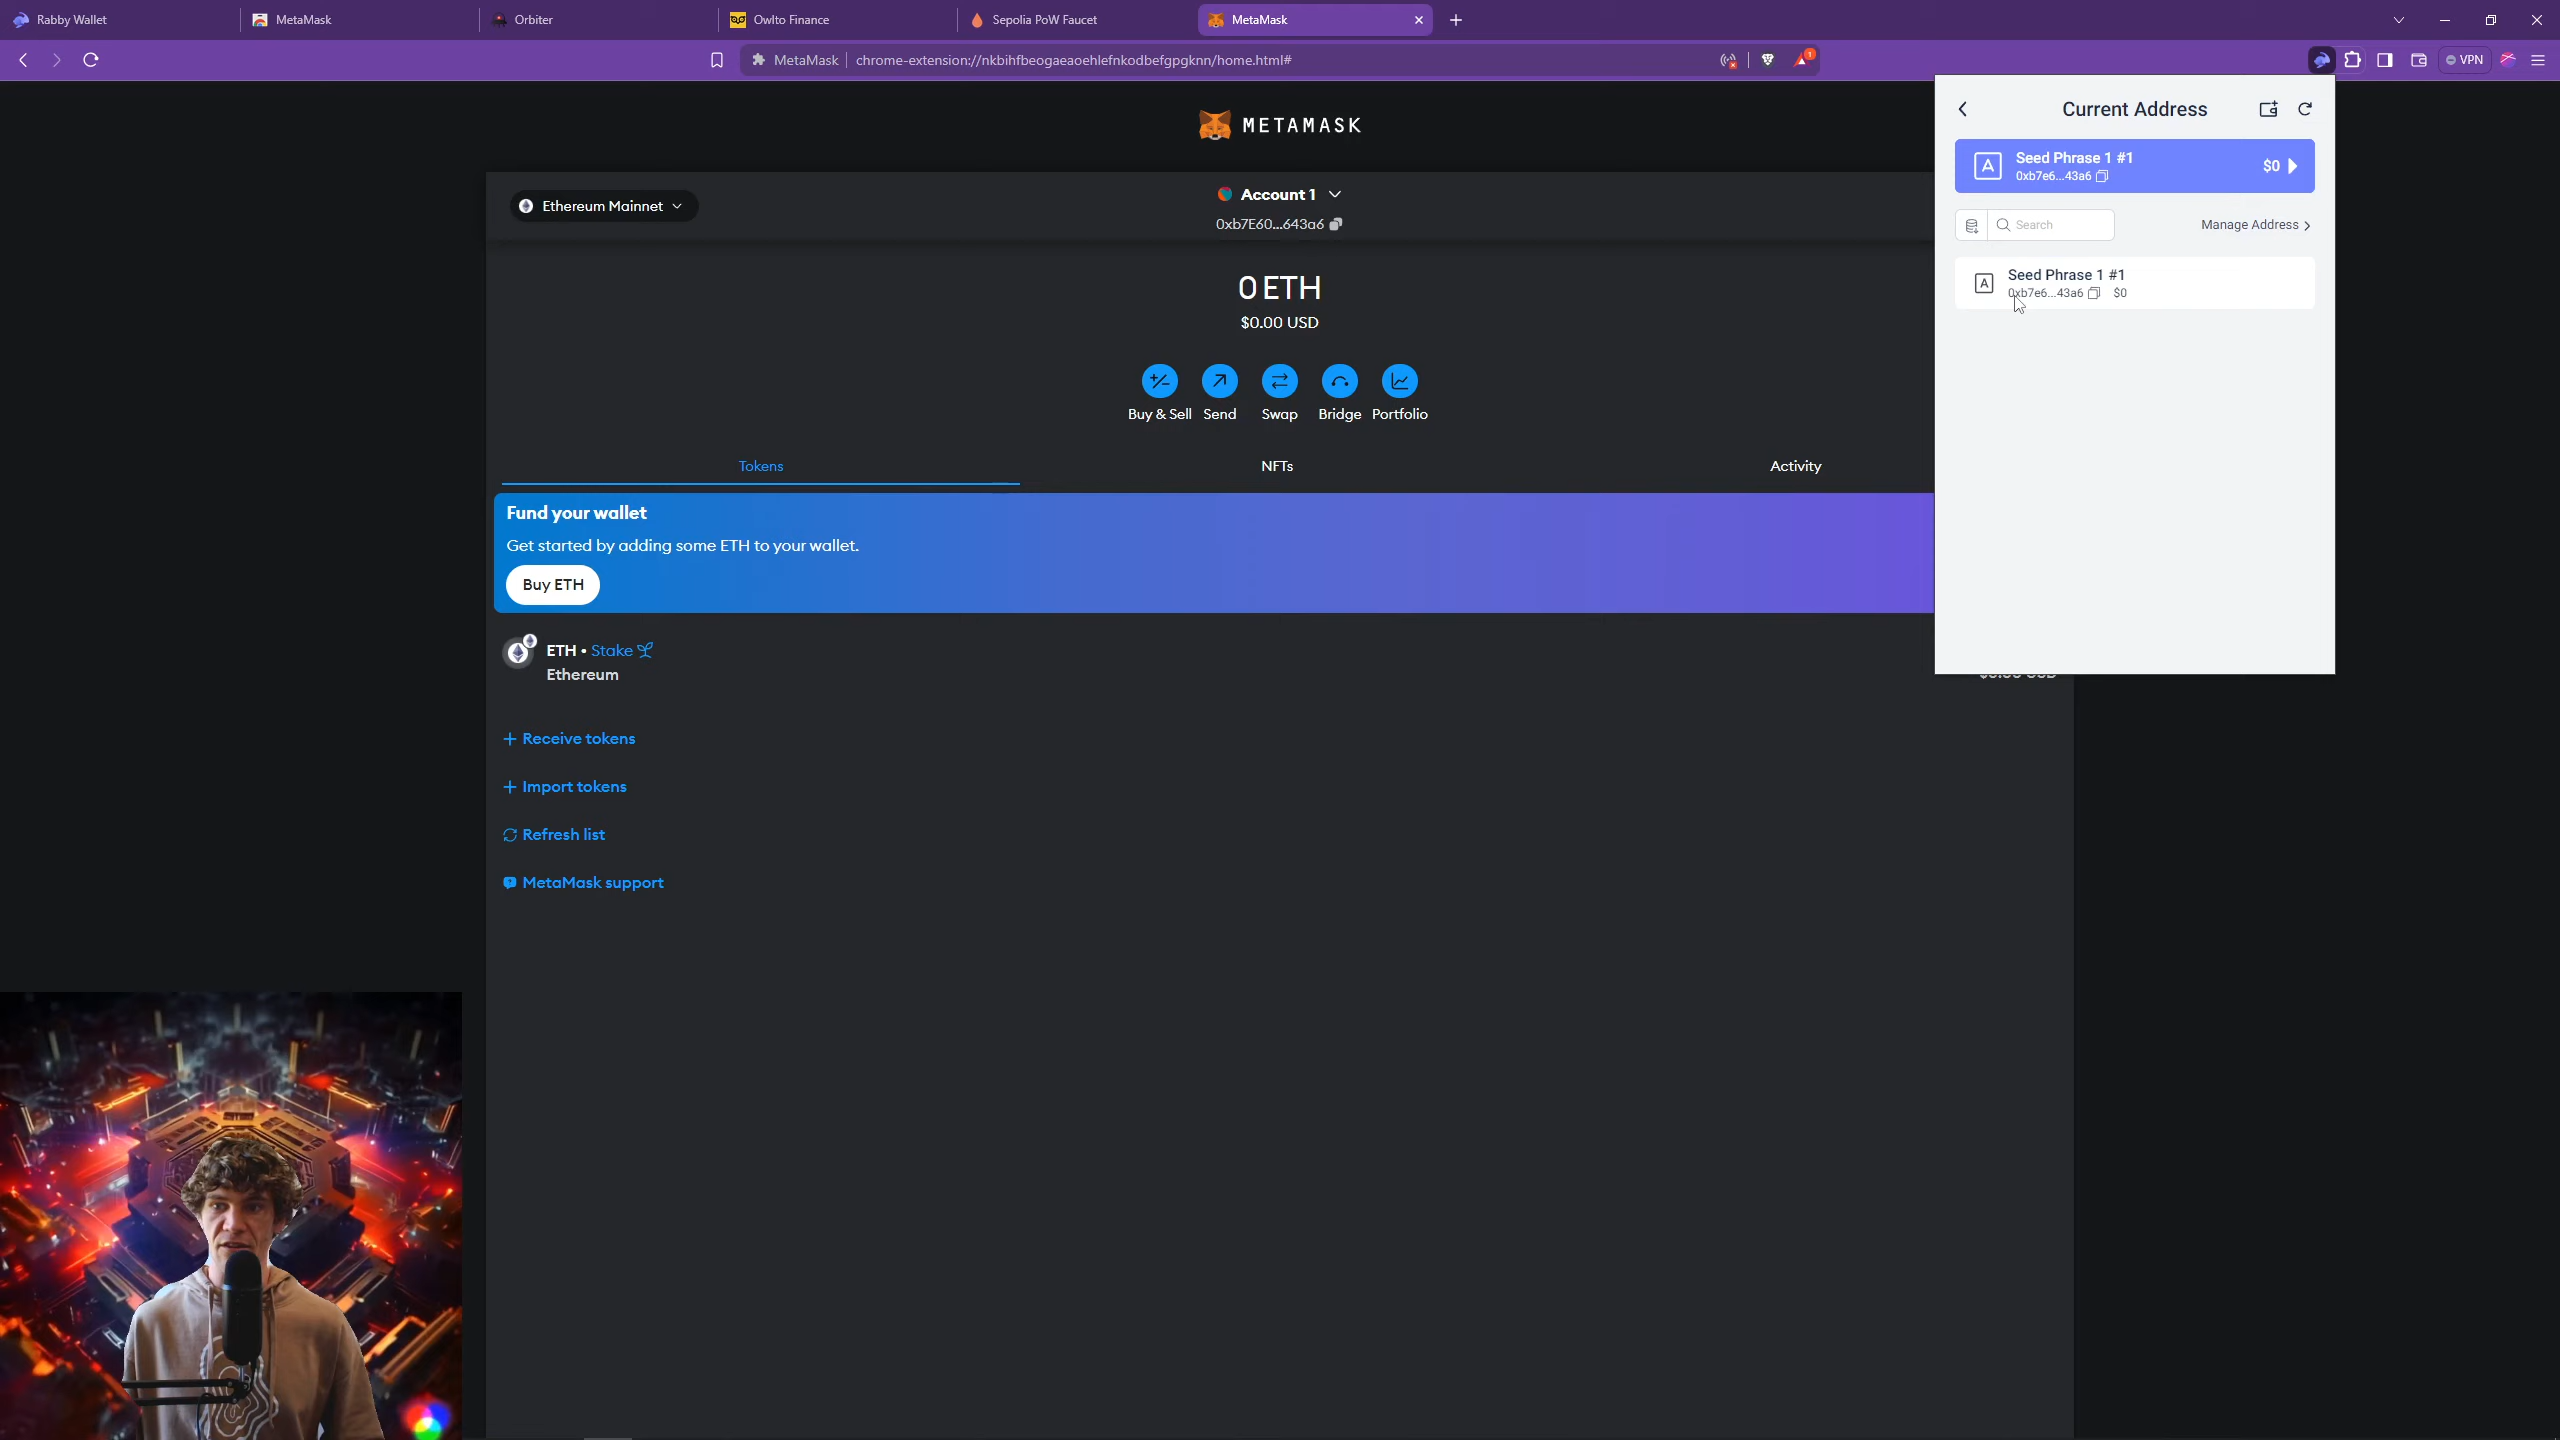 Rabby Wallet
MetaMask
Orbiter
Owlto Finance
Sepolia PoW Faucet
MetaMask
MetaMask
chrome-extension://nkbihfbeogaeaoehlefnkodbefgpgknn/home.html#
1
VPN
METAMASK
Ethereum Mainnet
Account 1
0xb7E60...643a6
0 ETH
$0.00 USD
Buy & Sell
Send
Swap
Bridge
Portfolio
Tokens
NFTs
Activity
Fund your wallet
Get started by adding some ETH to your wallet.
Buy ETH
ETH • Stake
Ethereum
+ Receive tokens
+ Import tokens
Refresh list
MetaMask support
Current Address
A
Seed Phrase 1 #1
$0
0xb7e6...43a6
Search
Manage Address
A
Seed Phrase 1 #1
0xb7e6...43a6 $0